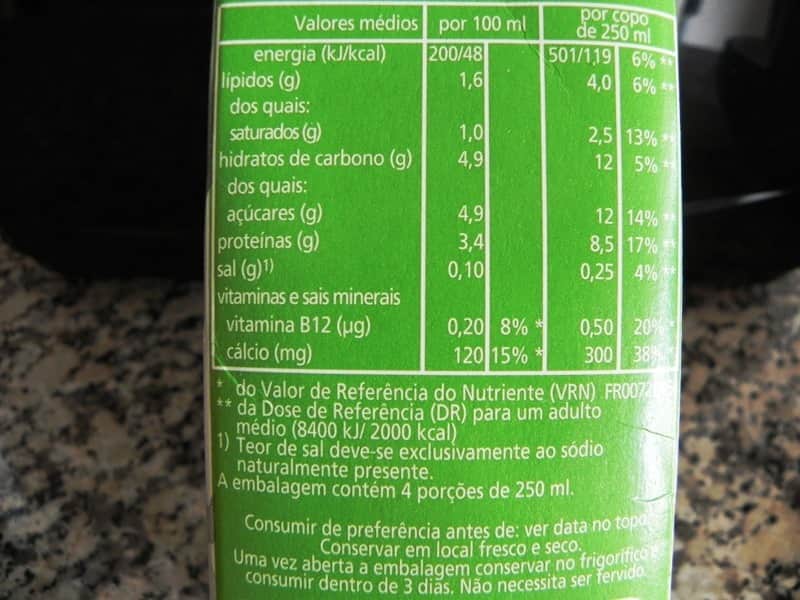 Valores médios por 100 ml por copo de 250 ml
energia (kJ/kcal) 200/48 501/119 6% **
lípidos (g) 1,6 4,0 6% **
dos quais:
saturados (g) 1,0 2,5 13% **
hidratos de carbono (g) 4,9 12 5% **
dos quais:
açúcares (g) 4,9 12 14% **
proteínas (g) 3,4 8,5 17% **
sal (g)1) 0,10 0,25 4% **
vitaminas e sais minerais
vitamina B12 (µg) 0,20 8% * 0,50 20% *
cálcio (mg) 120 15% * 300 38% *
* do Valor de Referência do Nutriente (VRN)
** da Dose de Referência (DR) para um adulto
médio (8400 kJ/ 2000 kcal)
1) Teor de sal deve-se exclusivamente ao sódio
naturalmente presente.
A embalagem contém 4 porções de 250 ml.
Consumir de preferência antes de: ver data no topo.
Conservar em local fresco e seco.
Uma vez aberta a embalagem conservar no frigorífico e
consumir dentro de 3 dias. Não necessita ser fervido.